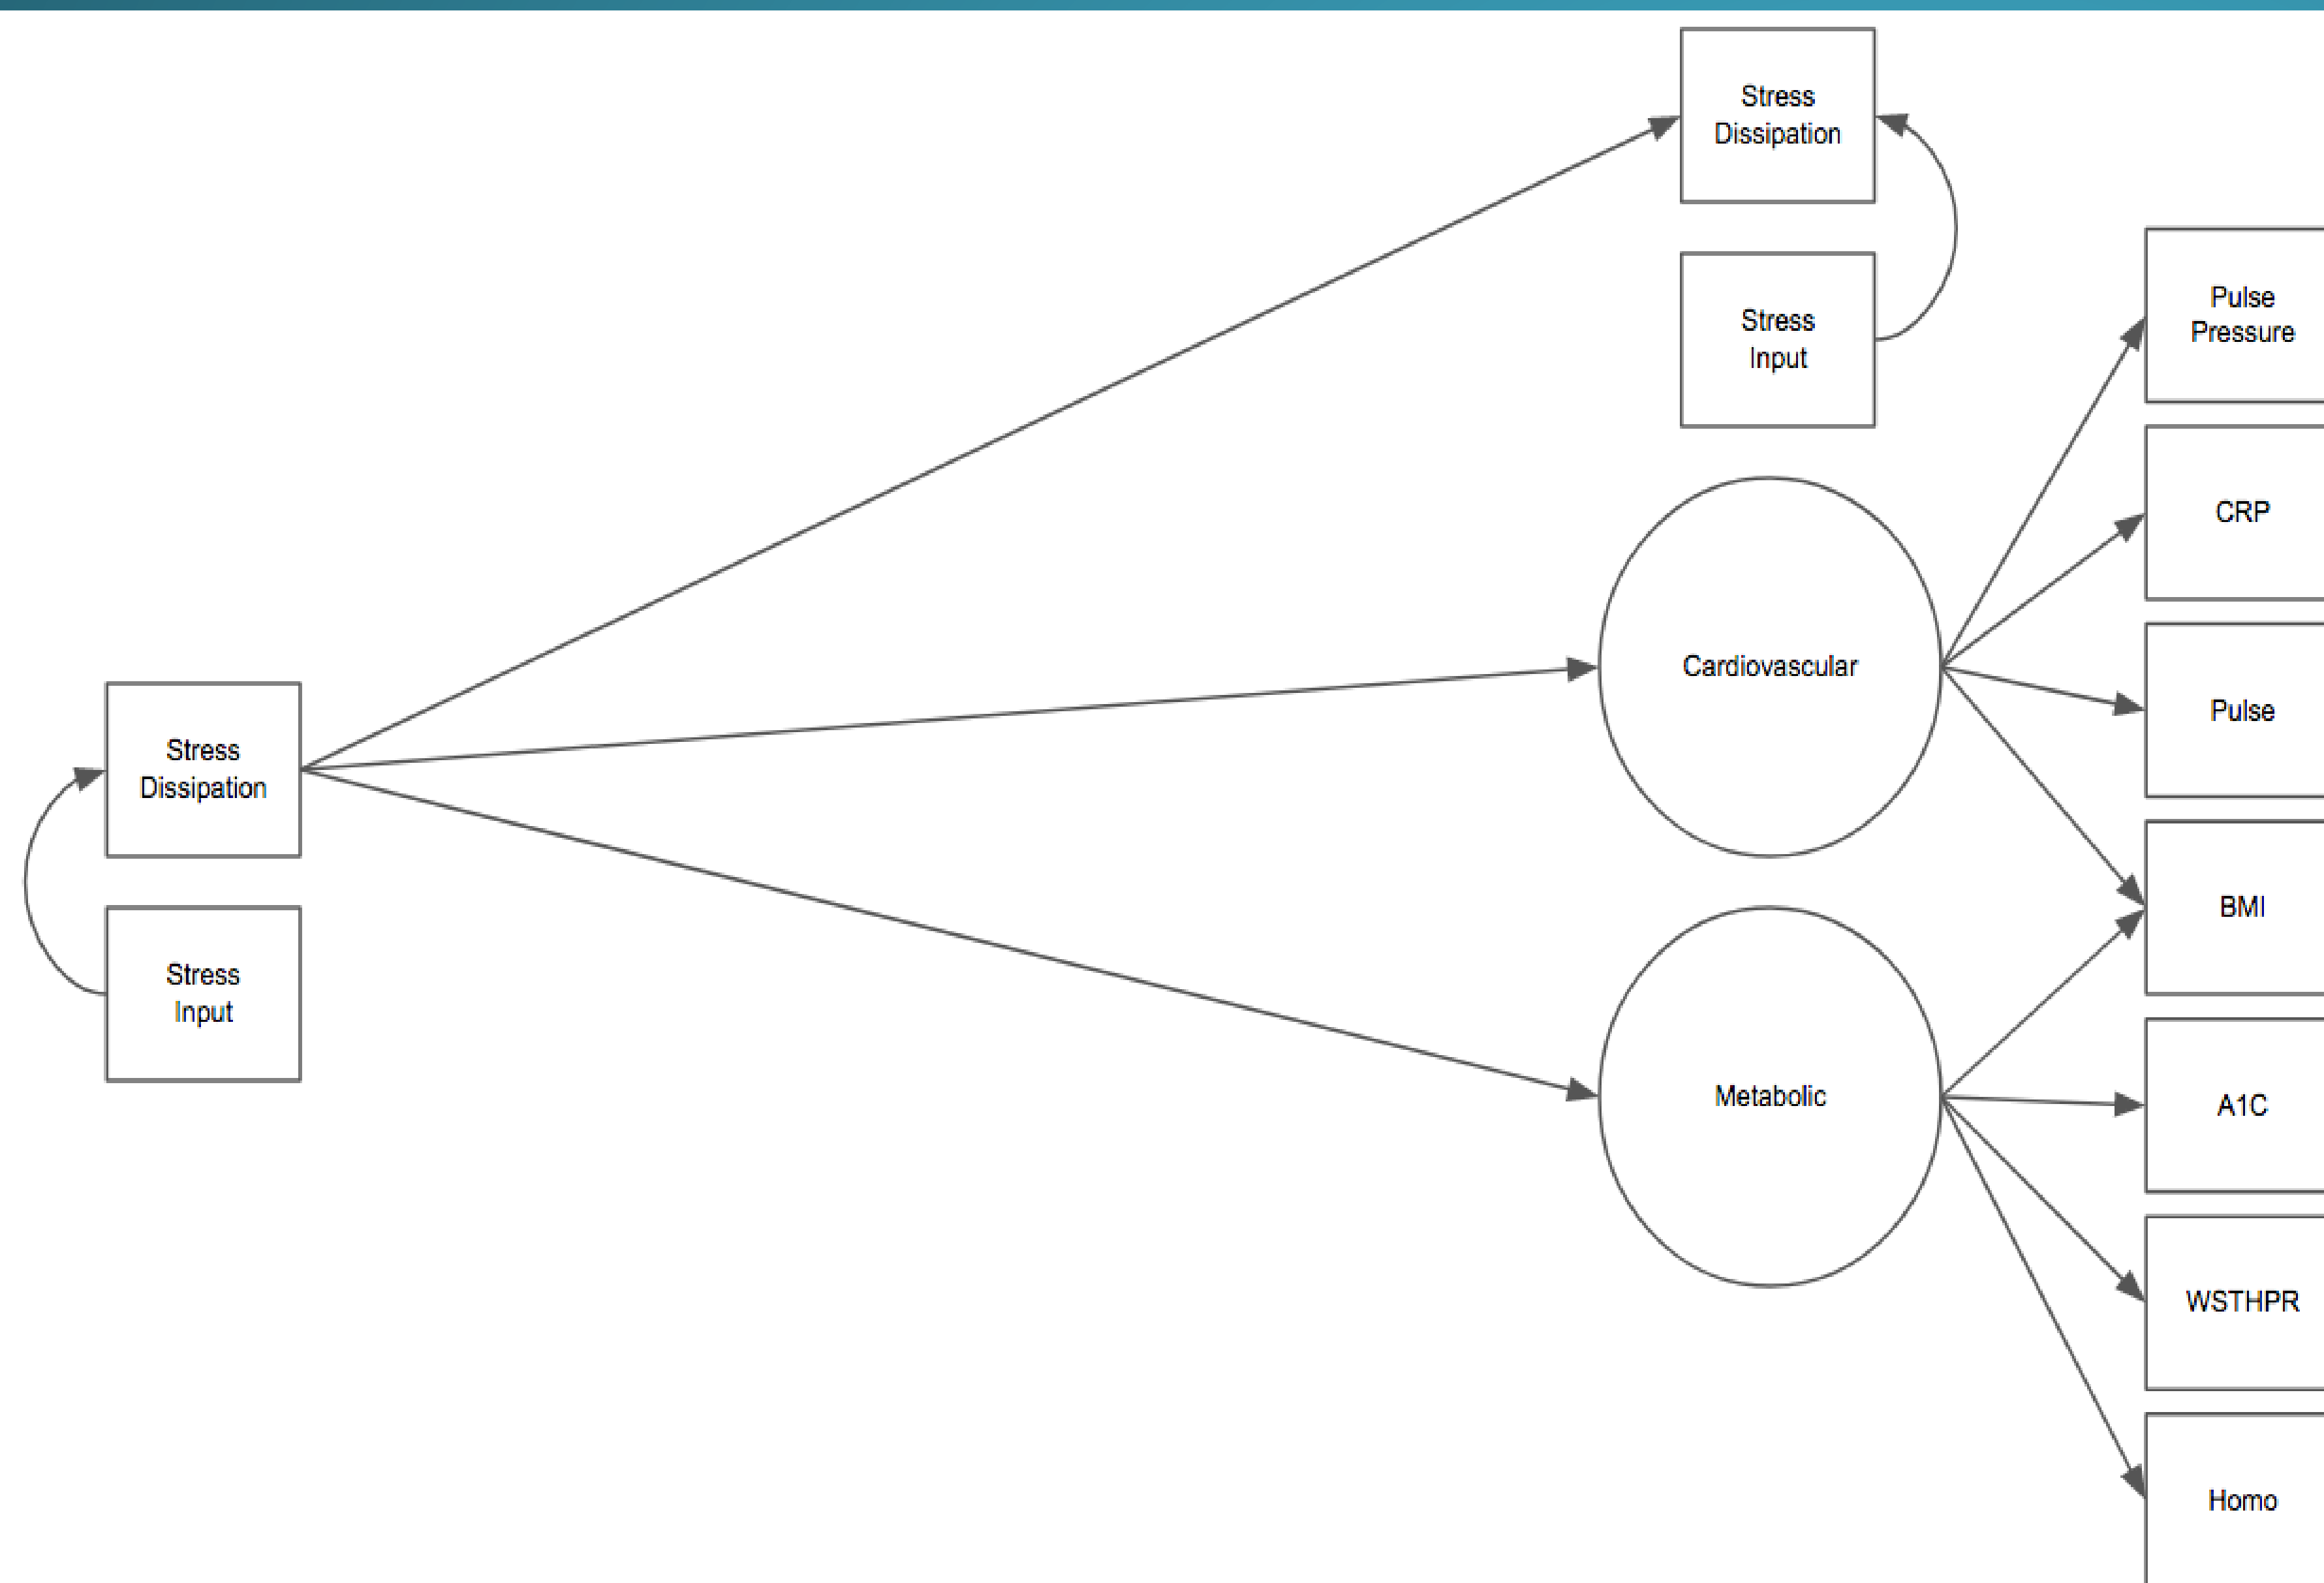 Stress
Dissipation
Stress
Input
Pulse
Pressure
CRP
Cardiovascular
Pulse
Stress
Dissipation
BMI
Stress
Input
Metabolic
A1C
WSTHPR
Homo